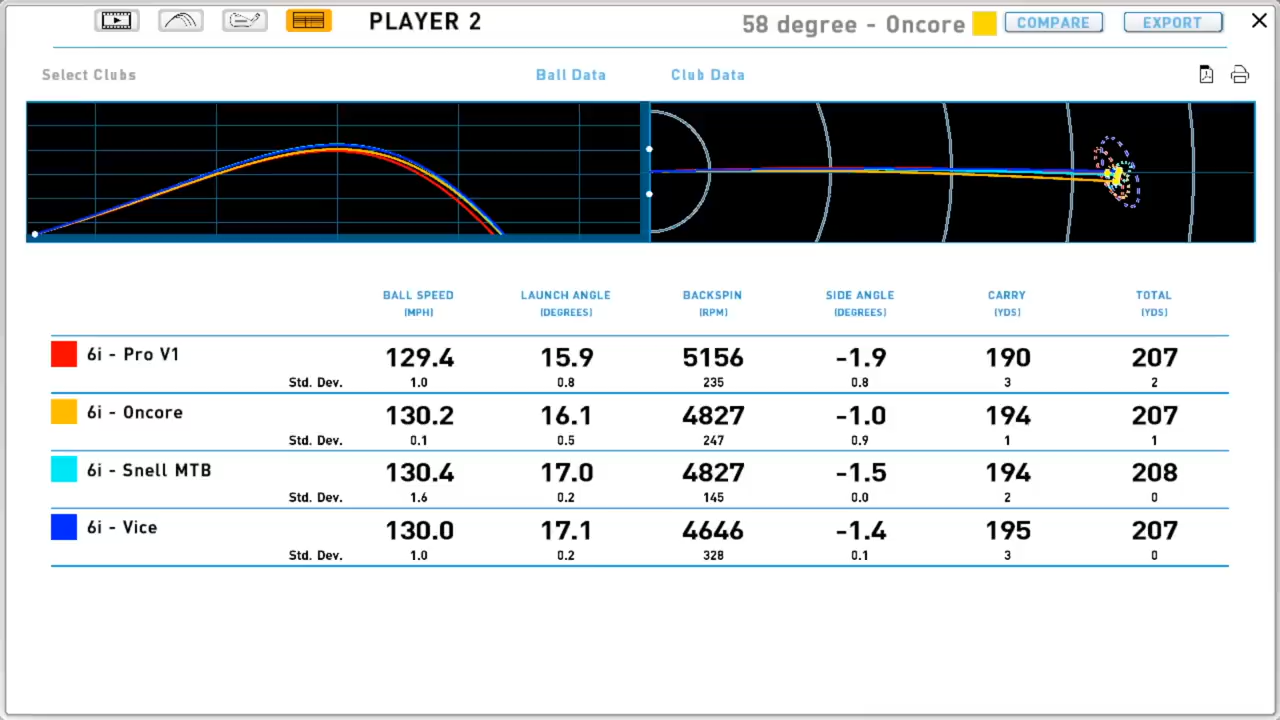 PLAYER 2
58 degree - Oncore
COMPARE
EXPORT
Select Clubs
Ball Data
Club Data
BALL SPEED LAUNCH ANGLE BACKSPIN SIDE ANGLE CARRY TOTAL
(MPH) (DEGREES) (RPM) (DEGREES) (YDS) (YDS)
6i - Pro V1 129.4 15.9 5156 -1.9 190 207
Std. Dev. 1.0 0.8 235 0.8 3 2
6i - Oncore 130.2 16.1 4827 -1.0 194 207
Std. Dev. 0.1 0.5 247 0.9 1 1
6i - Snell MTB 130.4 17.0 4827 -1.5 194 208
Std. Dev. 1.6 0.2 145 0.0 2 0
6i - Vice 130.0 17.1 4646 -1.4 195 207
Std. Dev. 1.0 0.2 328 0.1 3 0